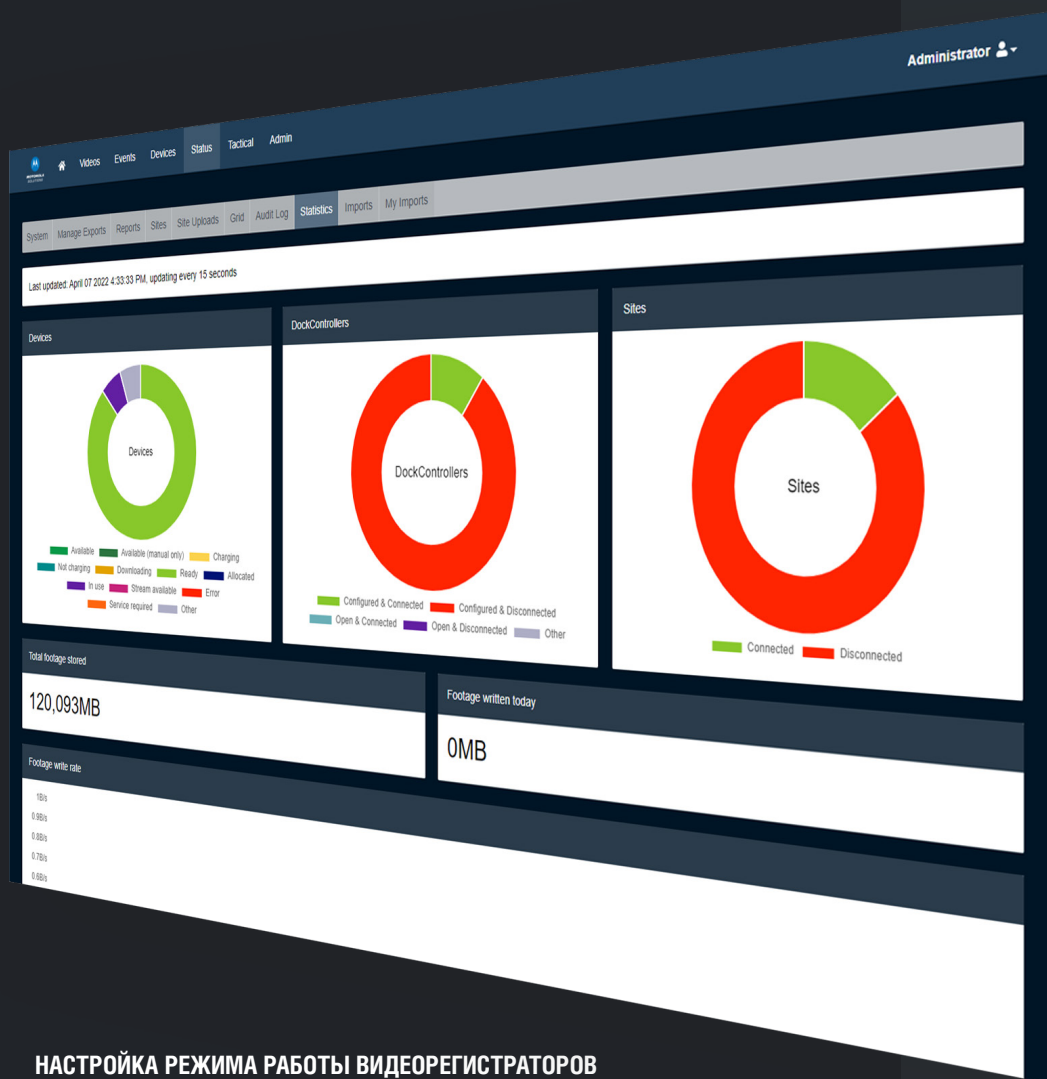 Administrator
MOTOROLA
SOLUTIONS
Videos Events Devices Status Tactical Admin
System Manage Exports Reports Sites Site Uploads Grid Audit Log Statistics Imports My Imports
Last updated: April 07 2022 4:33:33 PM, updating every 15 seconds
Devices
Devices
Available Available (manual only) Charging
Not charging Downloading Ready Allocated
In use Stream available Error
Service required Other
DockControllers
DockControllers
Configured & Connected Configured & Disconnected
Open & Connected Open & Disconnected Other
Sites
Sites
Connected Disconnected
Total footage stored
120,093MB
Footage written today
0MB
Footage write rate
1B/s
0.9B/s
0.8B/s
0.7B/s
0.6B/s
НАСТРОЙКА РЕЖИМА РАБОТЫ ВИДЕОРЕГИСТРАТОРОВ